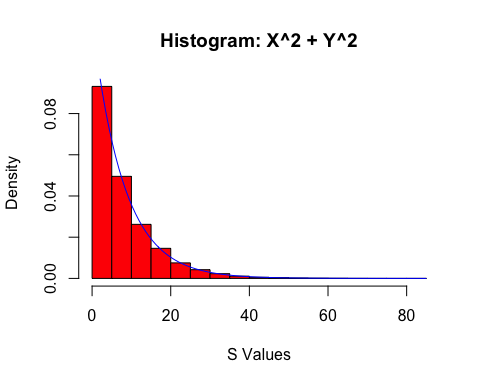 Histogram: X^2 + Y^2
Density
0.08
0.04
0.00
0 20 40 60 80
S Values